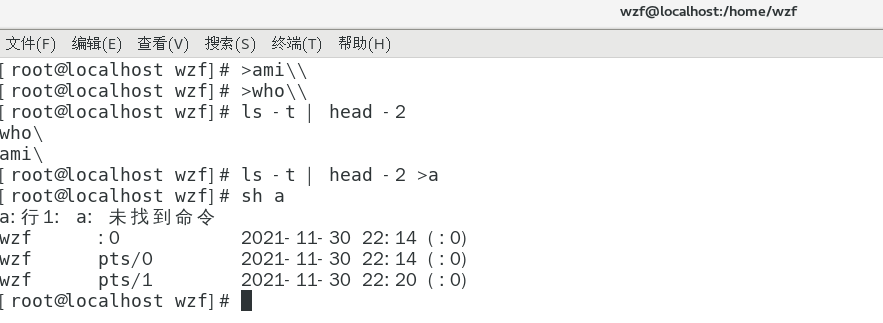 wzf@localhost:/home/wzf
文件(F) 编辑(E) 查看(V) 搜索(S) 终端(T) 帮助(H)
[root@localhost wzf]# >ami\\
[root@localhost wzf]# >who\\
[root@localhost wzf]# ls -t | head -2
who\
ami\
[root@localhost wzf]# ls -t | head -2 >a
[root@localhost wzf]# sh a
a:行1: a: 未找到命令
wzf :0 2021-11-30 22:14 (:0)
wzf pts/0 2021-11-30 22:14 (:0)
wzf pts/1 2021-11-30 22:20 (:0)
[root@localhost wzf]#